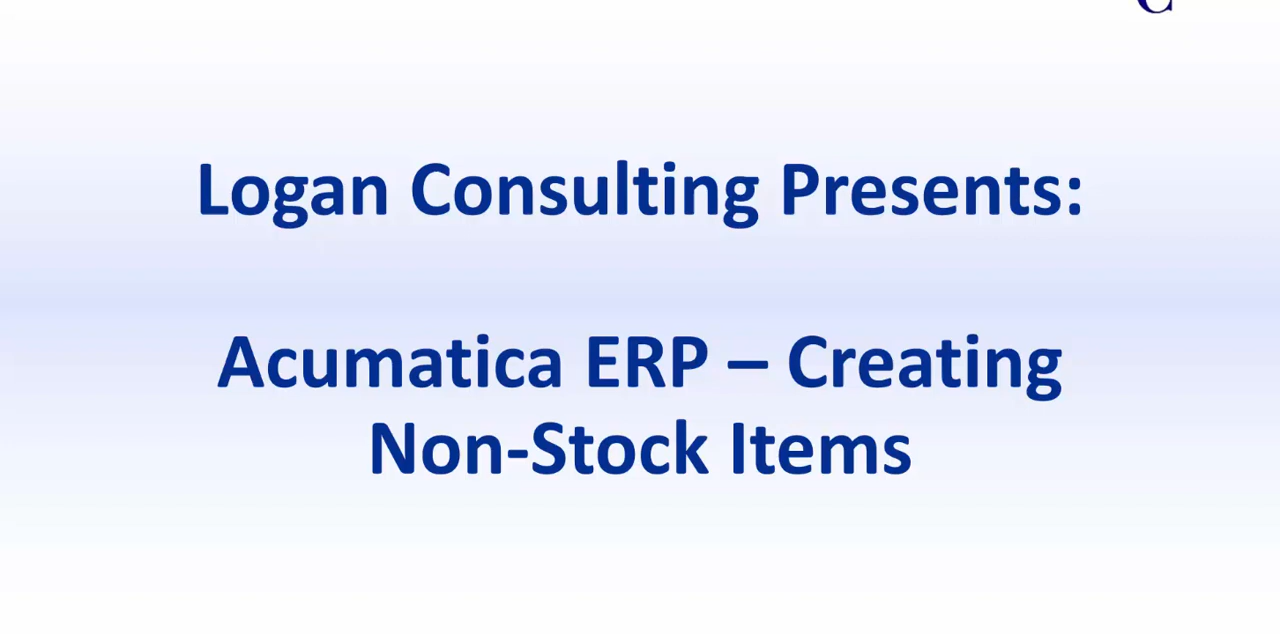 Logan Consulting Presents:
Acumatica ERP – Creating
Non-Stock Items